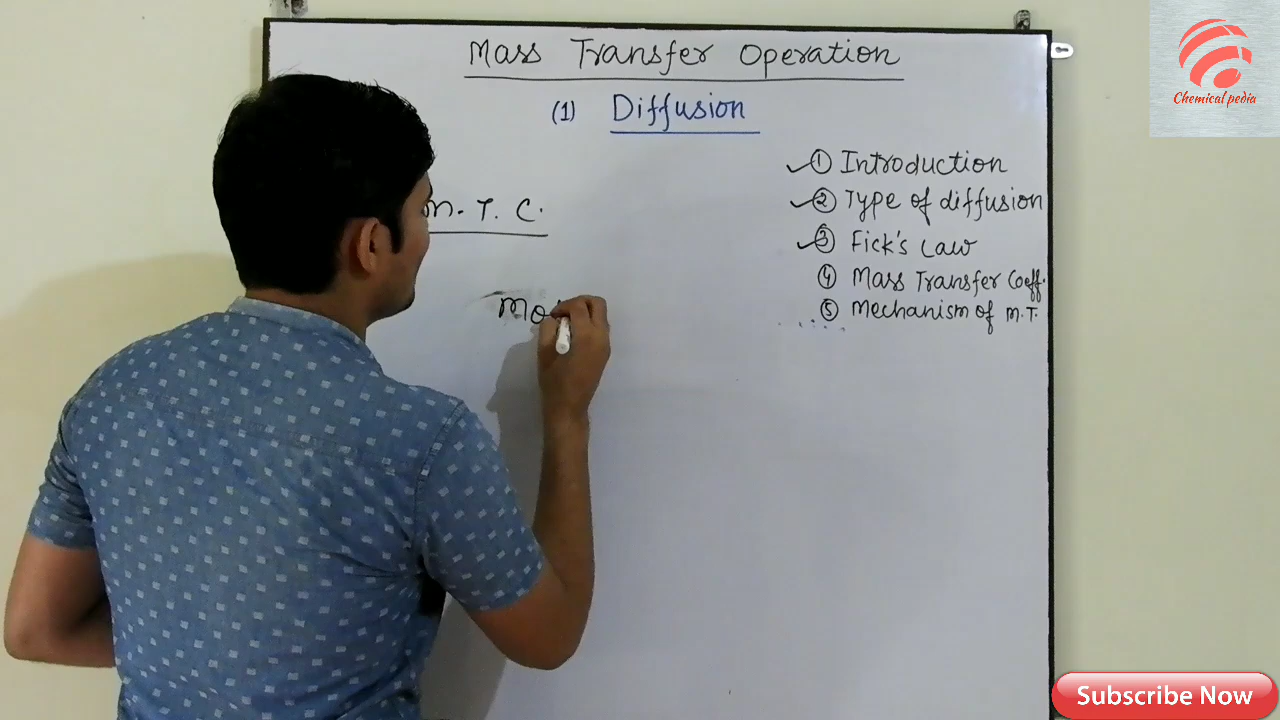 Mass Transfer Operation
(1) Diffusion
① Introduction
② Type of diffusion
③ Fick's Law
④ Mass Transfer Coeff.
⑤ Mechanism of M.T.
M. T. C.
Chemical pedia
Subscribe Now